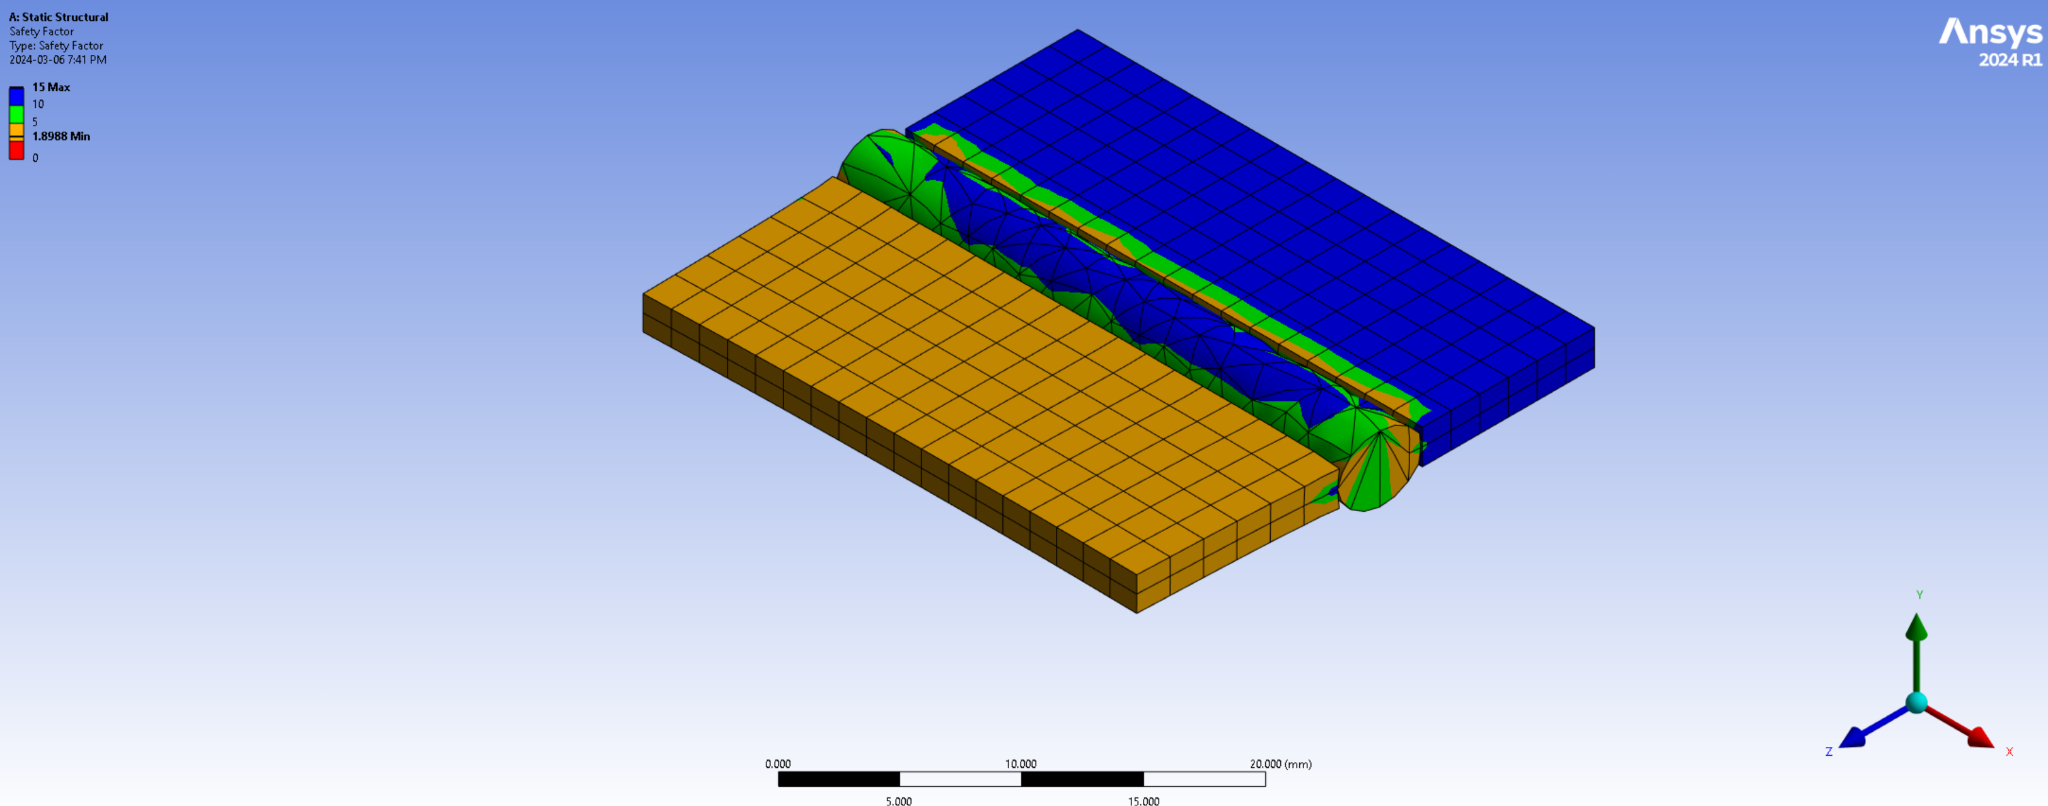 A: Static Structural
Safety Factor
Type: Safety Factor
2024-03-06 7:41 PM
15 Max
10
5
1.8988 Min
0
Ansys
2024 R1
0.000
10.000
20.000 (mm)
5.000
15.000
Y
Z
X